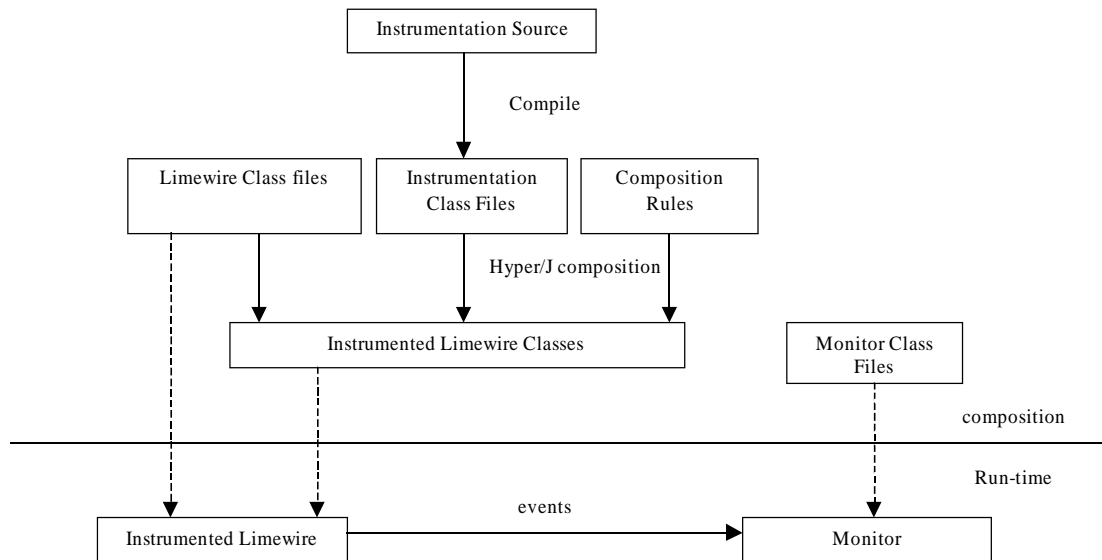 Instrumentation Source
Compile
Limewire Class files
Instrumentation
Class Files
Composition
Rules
Hyper/J composition
Instrumented Limewire Classes
Monitor Class
Files
composition
Run-time
events
Instrumented Limewire
Monitor